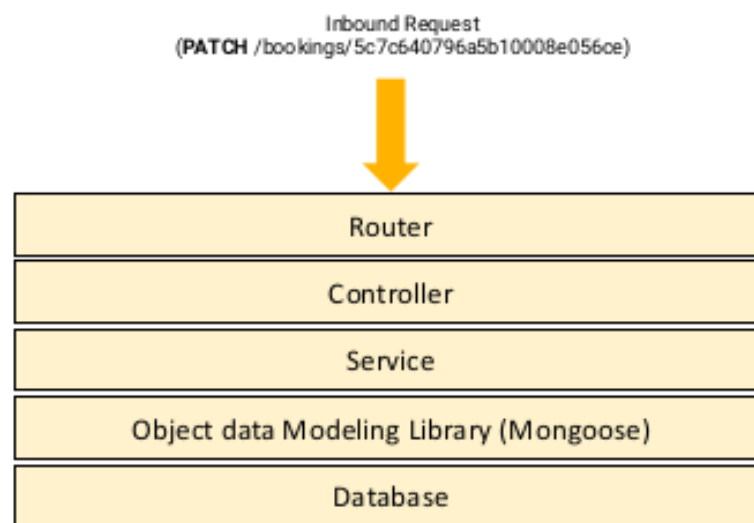 Inbound Request
(PATCH /bookings/5c7c640796a5b10008e056ce)
Router
Controller
Service
Object data Modeling Library (Mongoose)
Database